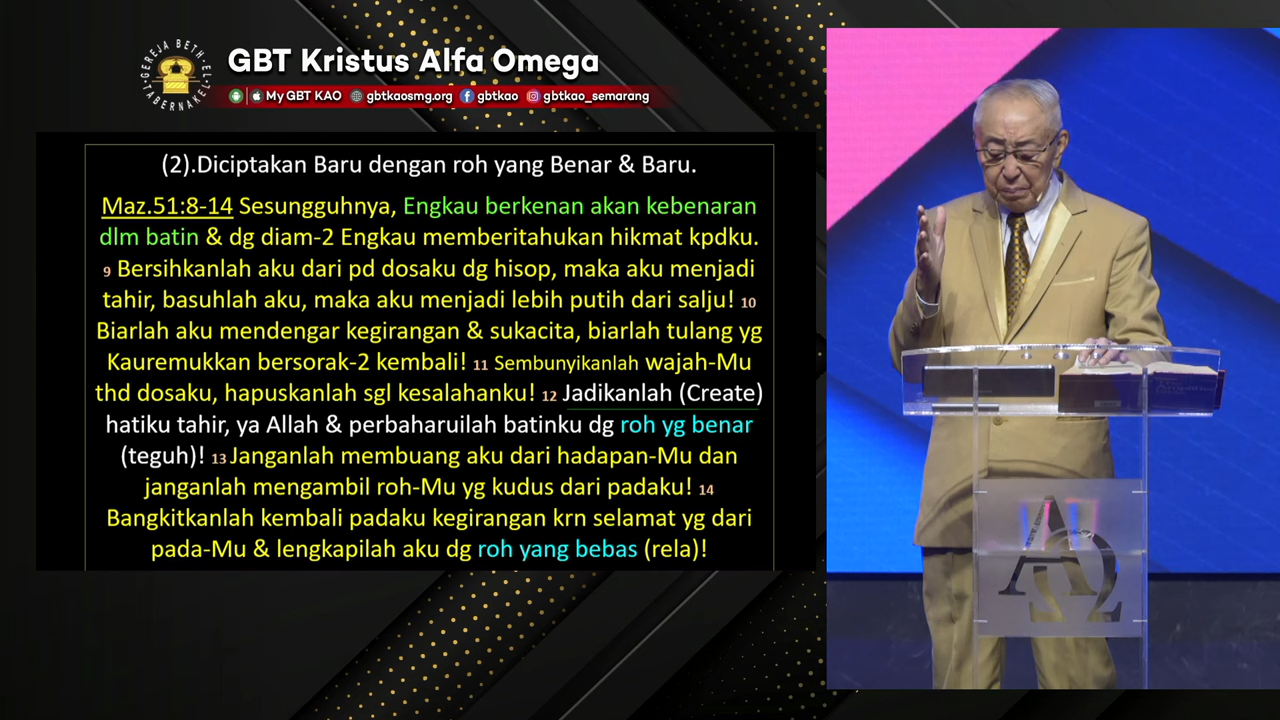 GEREJA BETH-EL TABERNAKEL
GBT Kristus Alfa Omega
My GBT KAO gbtkaosmg.org gbtkao gbtkao_semarang
(2).Diciptakan Baru dengan roh yang Benar & Baru.
Maz.51:8-14 Sesungguhnya, Engkau berkenan akan kebenaran
dlm batin & dg diam-2 Engkau memberitahukan hikmat kpdku.
9 Bersihkanlah aku dari pd dosaku dg hisop, maka aku menjadi
tahir, basuhlah aku, maka aku menjadi lebih putih dari salju! 10
Biarlah aku mendengar kegirangan & sukacita, biarlah tulang yg
Kauremukkan bersorak-2 kembali! 11 Sembunyikanlah wajah-Mu
thd dosaku, hapuskanlah sgl kesalahanku! 12 Jadikanlah (Create)
hatiku tahir, ya Allah & perbaharuilah batinku dg roh yg benar
(teguh)! 13 Janganlah membuang aku dari hadapan-Mu dan
janganlah mengambil roh-Mu yg kudus dari padaku! 14
Bangkitkanlah kembali padaku kegirangan krn selamat yg dari
pada-Mu & lengkapilah aku dg roh yang bebas (rela)!
ΑΩ